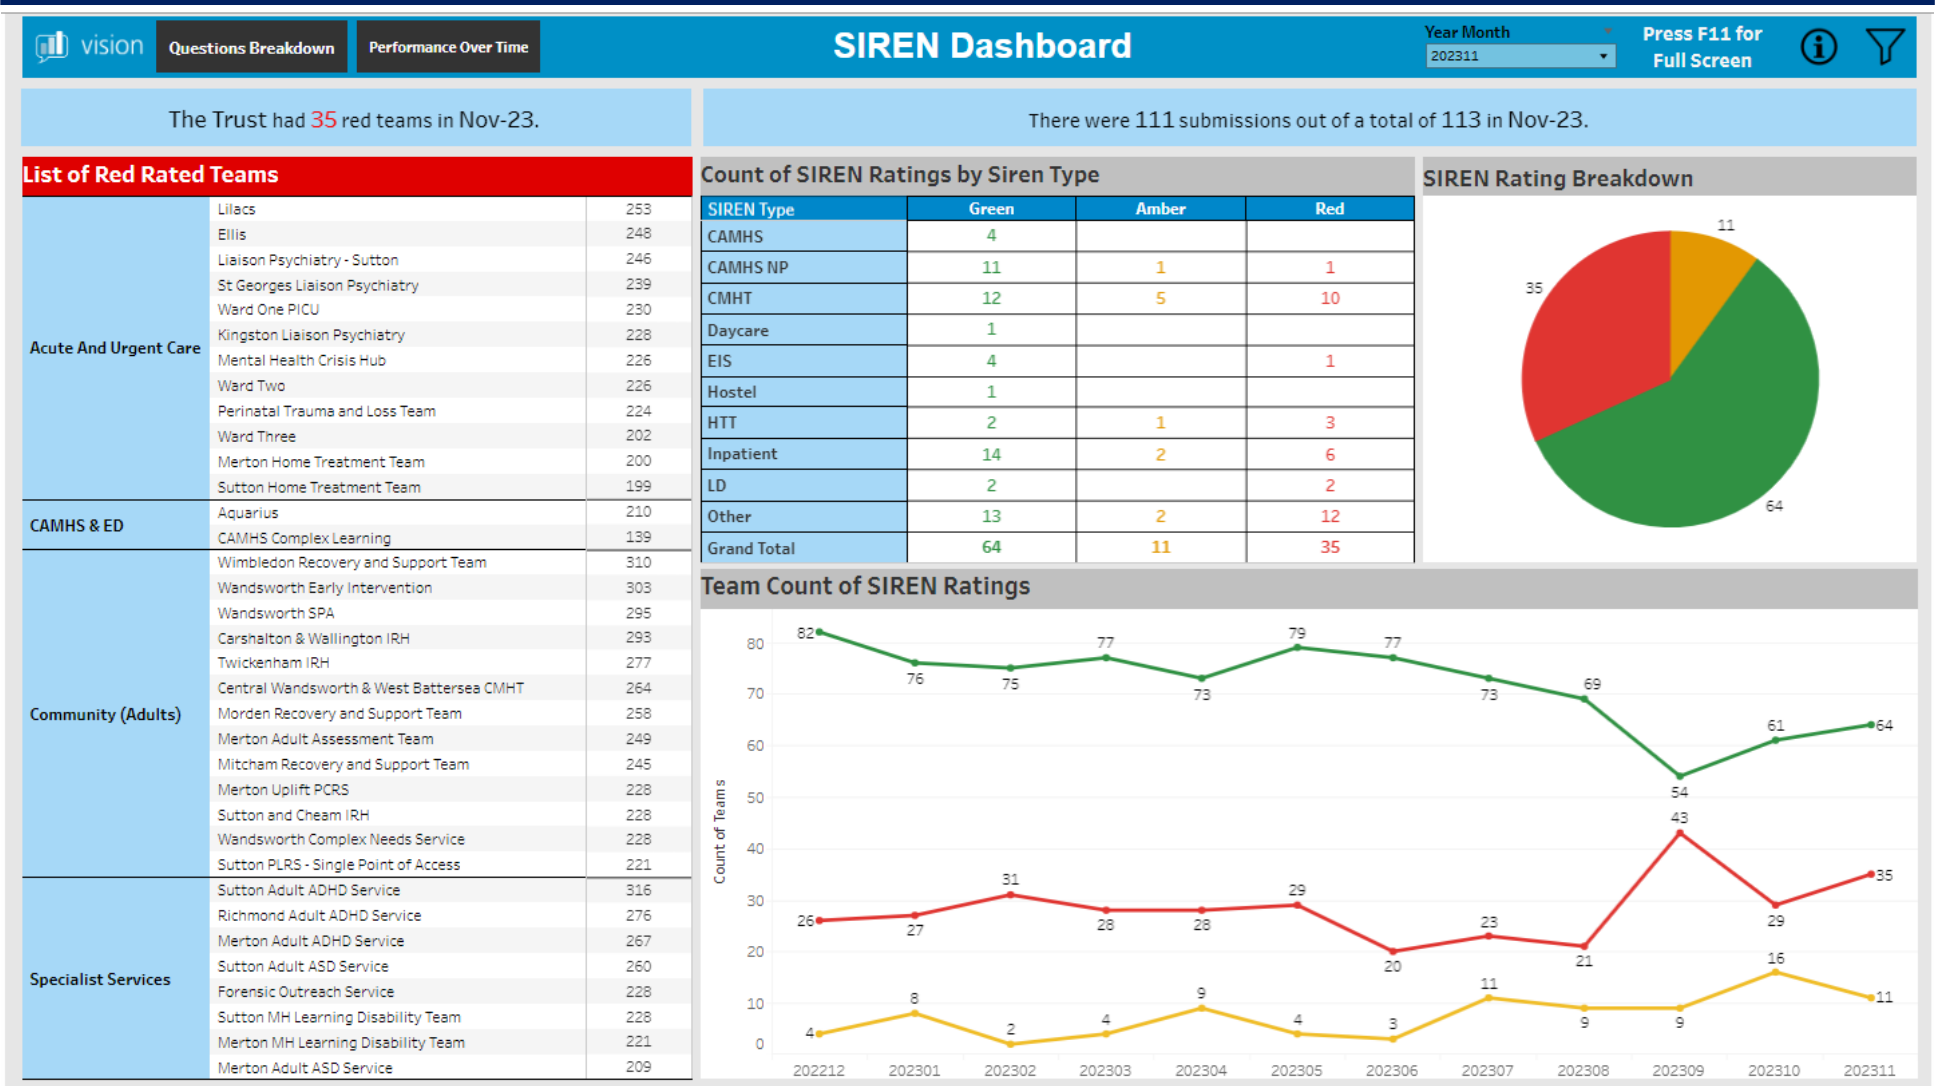 vision
Questions Breakdown
Performance Over Time
SIREN Dashboard
Year Month
202311
Press F11 for
Full Screen
The Trust had 35 red teams in Nov-23.
There were 111 submissions out of a total of 113 in Nov-23.
List of Red Rated Teams
Acute And Urgent Care
Lilacs 253
Ellis 248
Liaison Psychiatry - Sutton 246
St Georges Liaison Psychiatry 239
Ward One PICU 230
Kingston Liaison Psychiatry 228
Mental Health Crisis Hub 226
Ward Two 226
Perinatal Trauma and Loss Team 224
Ward Three 202
Merton Home Treatment Team 200
Sutton Home Treatment Team 199
CAMHS & ED
Aquarius 210
CAMHS Complex Learning 139
Community (Adults)
Wimbledon Recovery and Support Team 310
Wandsworth Early Intervention 303
Wandsworth SPA 295
Carshalton & Wallington IRH 293
Twickenham IRH 277
Central Wandsworth & West Battersea CMHT 264
Morden Recovery and Support Team 258
Merton Adult Assessment Team 249
Mitcham Recovery and Support Team 245
Merton Uplift PCRS 228
Sutton and Cheam IRH 228
Wandsworth Complex Needs Service 228
Sutton PLRS - Single Point of Access 221
Specialist Services
Sutton Adult ADHD Service 316
Richmond Adult ADHD Service 276
Merton Adult ADHD Service 267
Sutton Adult ASD Service 260
Forensic Outreach Service 228
Sutton MH Learning Disability Team 228
Merton MH Learning Disability Team 221
Merton Adult ASD Service 209
Count of SIREN Ratings by Siren Type
SIREN Type Green Amber Red
CAMHS 4
CAMHS NP 11 1 1
CMHT 12 5 10
Daycare 1
EIS 4 1
Hostel 1
HTT 2 1 3
Inpatient 14 2 6
LD 2 2
Other 13 2 12
Grand Total 64 11 35
SIREN Rating Breakdown
11
35
64
Team Count of SIREN Ratings
Count of Teams
80
70
60
50
40
30
20
10
0
82 76 75 77 73 79 77 73 69 54 61 64
26 27 31 28 28 29 20 23 21 43 29 35
4 8 2 4 9 4 3 11 9 9 16 11
202212 202301 202302 202303 202304 202305 202306 202307 202308 202309 202310 202311